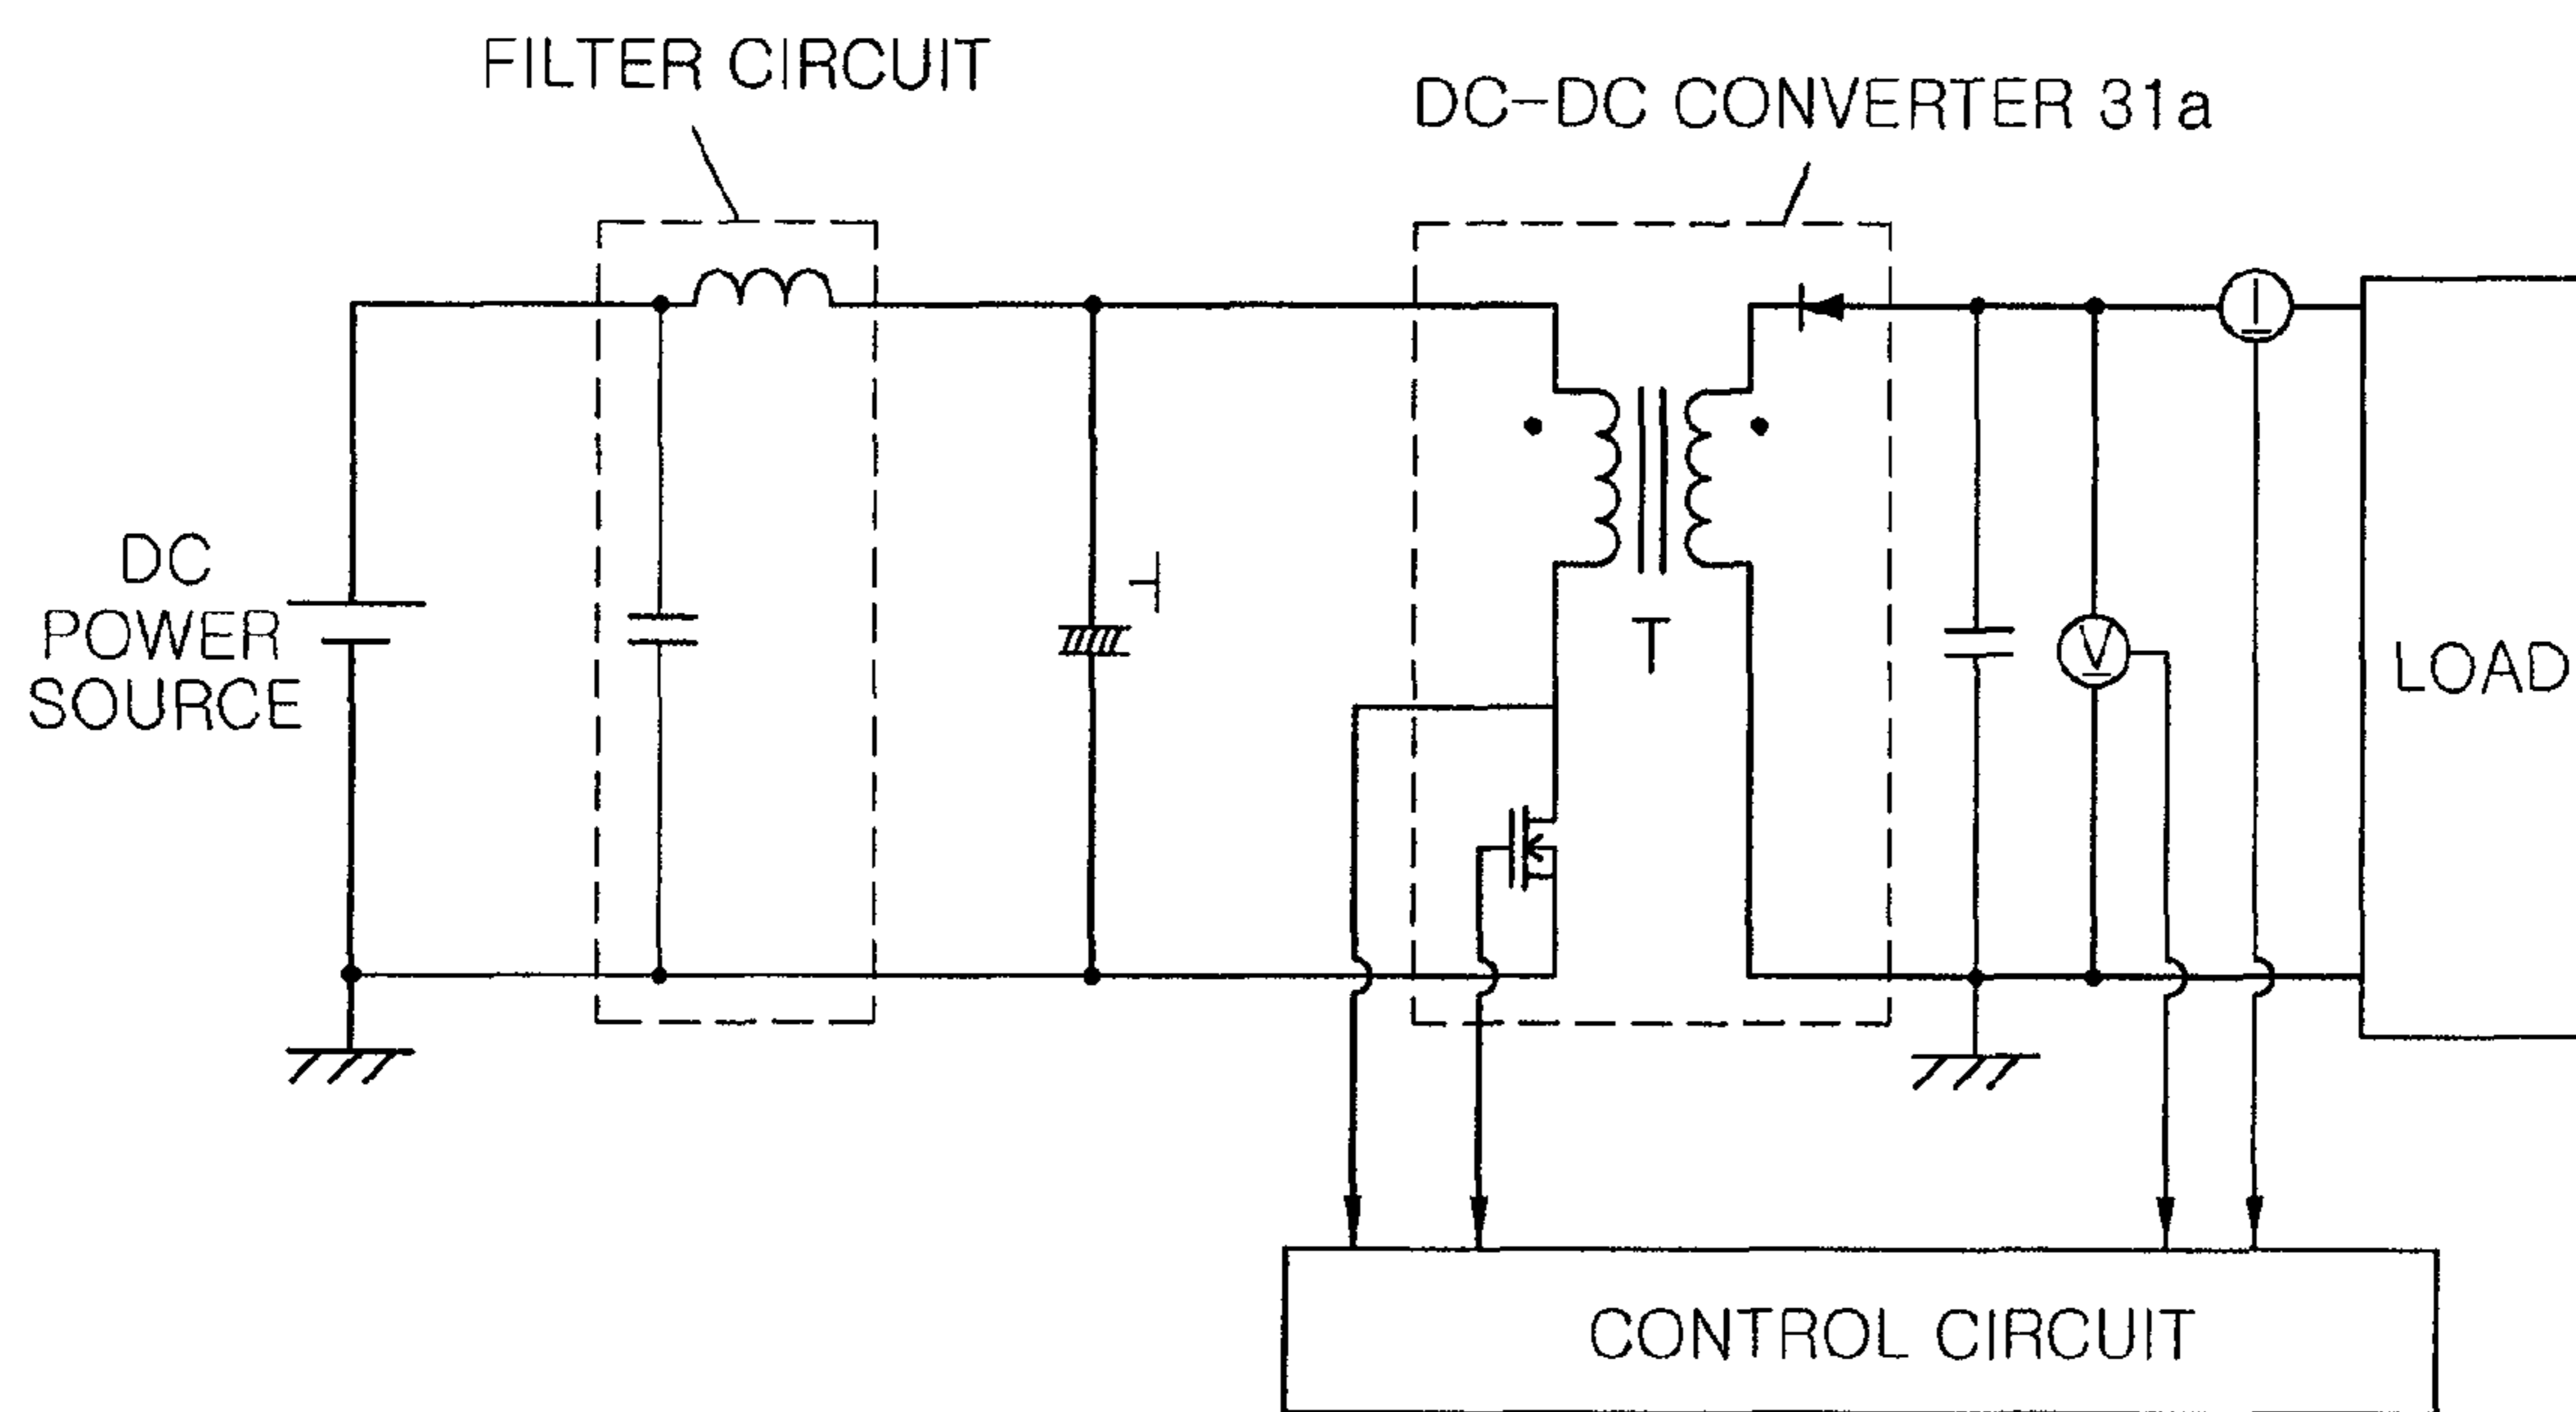 FILTER CIRCUIT
DC-DC CONVERTER 31a
DC
POWER
SOURCE
T
I
V
LOAD
CONTROL CIRCUIT